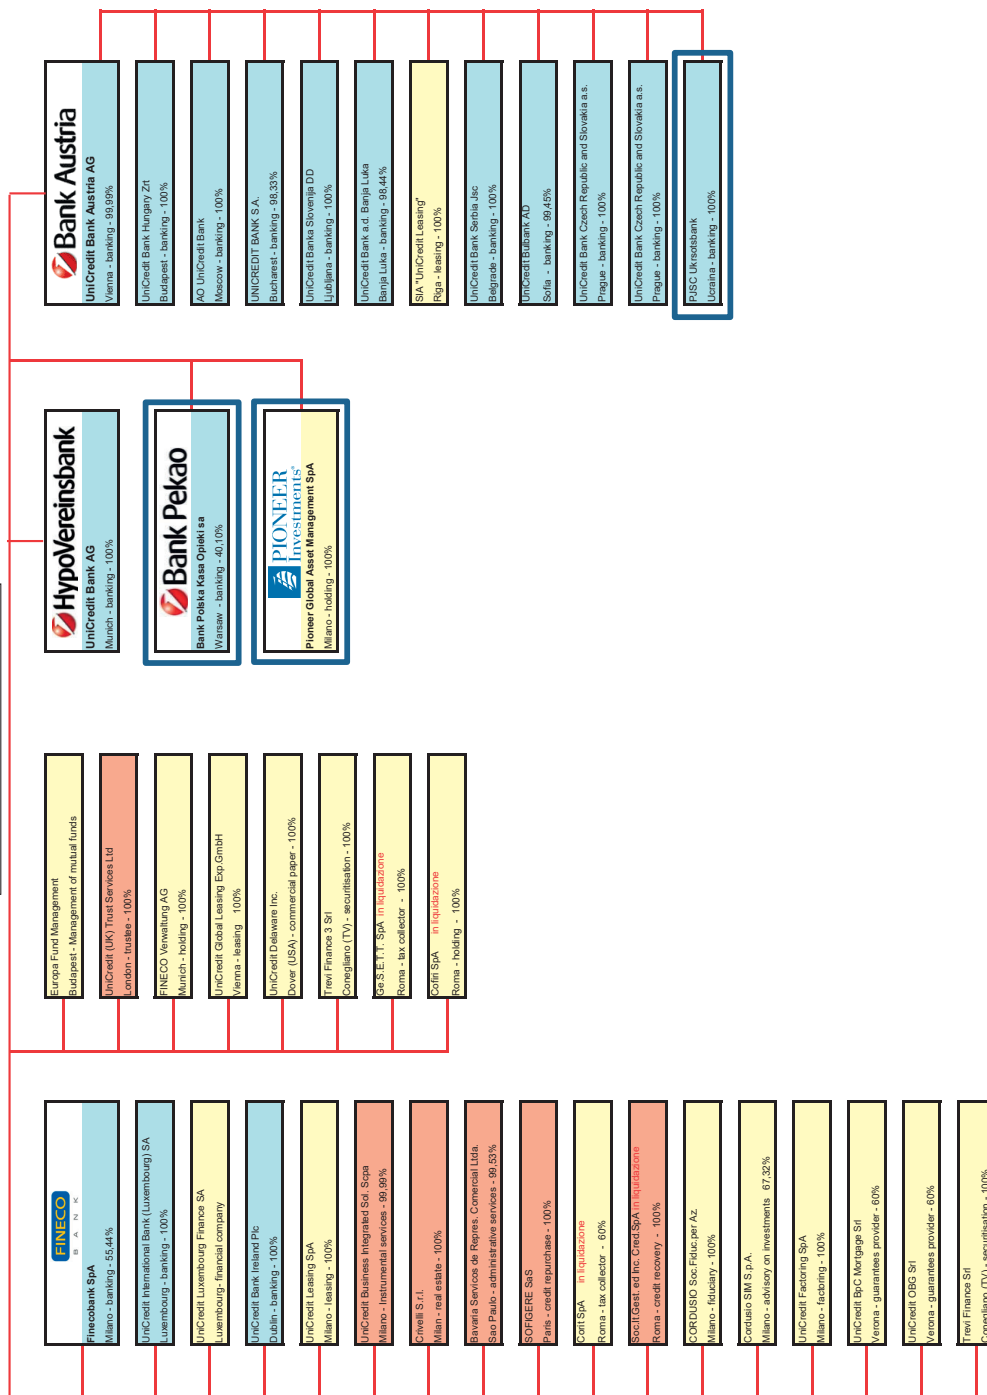 FINECO
BANK
Finecobank SpA
Milano - banking - 55,44%
UniCredit International Bank (Luxembourg) SA
Luxembourg - banking - 100%
UniCredit Luxembourg Finance SA
Luxembourg - financial company
UniCredit Bank Ireland Plc
Dublin - banking - 100%
UniCredit Leasing SpA
Milano - leasing - 100%
UniCredit Business Integrated Sol. Scpa
Milano - Instrumental services - 99,99%
Crivelli S.r.l.
Milan - real estate - 100%
Bavaria Servicos de Repres. Comercial Ltda.
Sao Paulo - administrative services - 99,53%
SOFIGERE SaS
Paris - credit repurchase - 100%
Corit SpA in liquidazione
Roma - tax collector - 60%
Soc.It.Gest. ed Inc. Cred.SpA in liquidazione
Roma - credit recovery - 100%
CORDUSIO Soc.Fiduc.per Az.
Milano - fiduciary - 100%
Cordusio SIM S.p.A.
Milano - advisory on investments 67,32%
UniCredit Factoring SpA
Milano - factoring - 100%
UniCredit BpC Mortgage Srl
Verona - guarantees provider - 60%
UniCredit OBG Srl
Verona - guarantees provider - 60%
Trevi Finance Srl
Conegliano (TV) - securitisation - 100%
Europa Fund Management
Budapest - Management of mutual funds
UniCredit (UK) Trust Services Ltd
London - trustee - 100%
FINECO Verwaltung AG
Munich - holding - 100%
UniCredit Global Leasing Exp.GmbH
Vienna - leasing 100%
UniCredit Delaware Inc.
Dover (USA) - commercial paper - 100%
Trevi Finance 3 Srl
Conegliano (TV) - securitisation - 100%
Ge.S.E.T.T. SpA in liquidazione
Roma - tax collector - 100%
Cofiri SpA in liquidazione
Roma - holding - 100%
HypoVereinsbank
UniCredit Bank AG
Munich - banking - 100%
Bank Pekao
Bank Polska Kasa Opieki sa
Warsaw - banking - 40,10%
PIONEER
Investments®
Pioneer Global Asset Management SpA
Milano - holding - 100%
Bank Austria
UniCredit Bank Austria AG
Vienna - banking - 99,99%
UniCredit Bank Hungary Zrt
Budapest - banking - 100%
AO UniCredit Bank
Moscow - banking - 100%
UNICREDIT BANK S.A.
Bucharest - banking - 98,33%
UniCredit Banka Slovenija DD
Ljubljana - banking - 100%
UniCredit Bank a.d. Banja Luka
Banja Luka - banking - 98,44%
SIA "UniCredit Leasing"
Riga - leasing - 100%
UniCredit Bank Serbia Jsc
Belgrade - banking - 100%
UniCredit Bulbank AD
Sofia - banking - 99,45%
UniCredit Bank Czech Republic and Slovakia a.s.
Prague - banking - 100%
UniCredit Bank Czech Republic and Slovakia a.s.
Prague - banking - 100%
PJSC Ukrsotsbank
Ucraina - banking - 100%